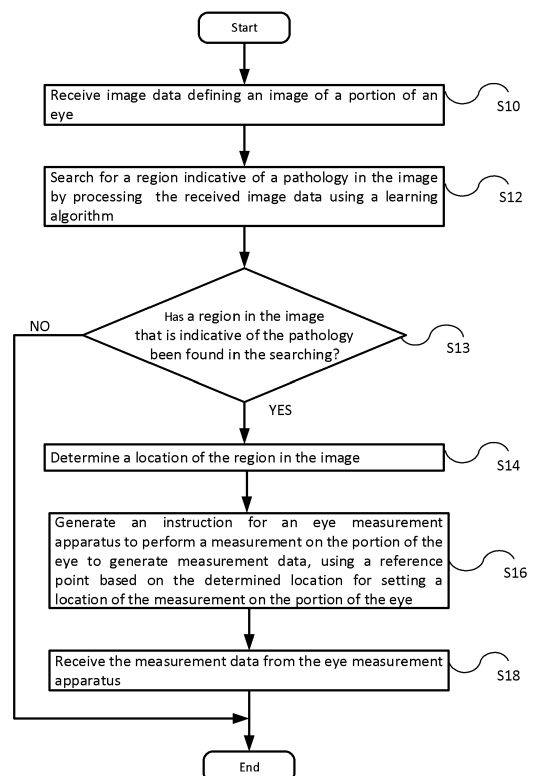 Start
Receive image data defining an image of a portion of an
eye
S10
Search for a region indicative of a pathology in the image
by processing the received image data using a learning
algorithm
S12
Has a region in the image
that is indicative of the pathology
been found in the searching?
NO
S13
YES
Determine a location of the region in the image
S14
Generate an instruction for an eye measurement
apparatus to perform a measurement on the portion of the
eye to generate measurement data, using a reference
point based on the determined location for setting a
location of the measurement on the portion of the eye
S16
Receive the measurement data from the eye measurement
apparatus
S18
End